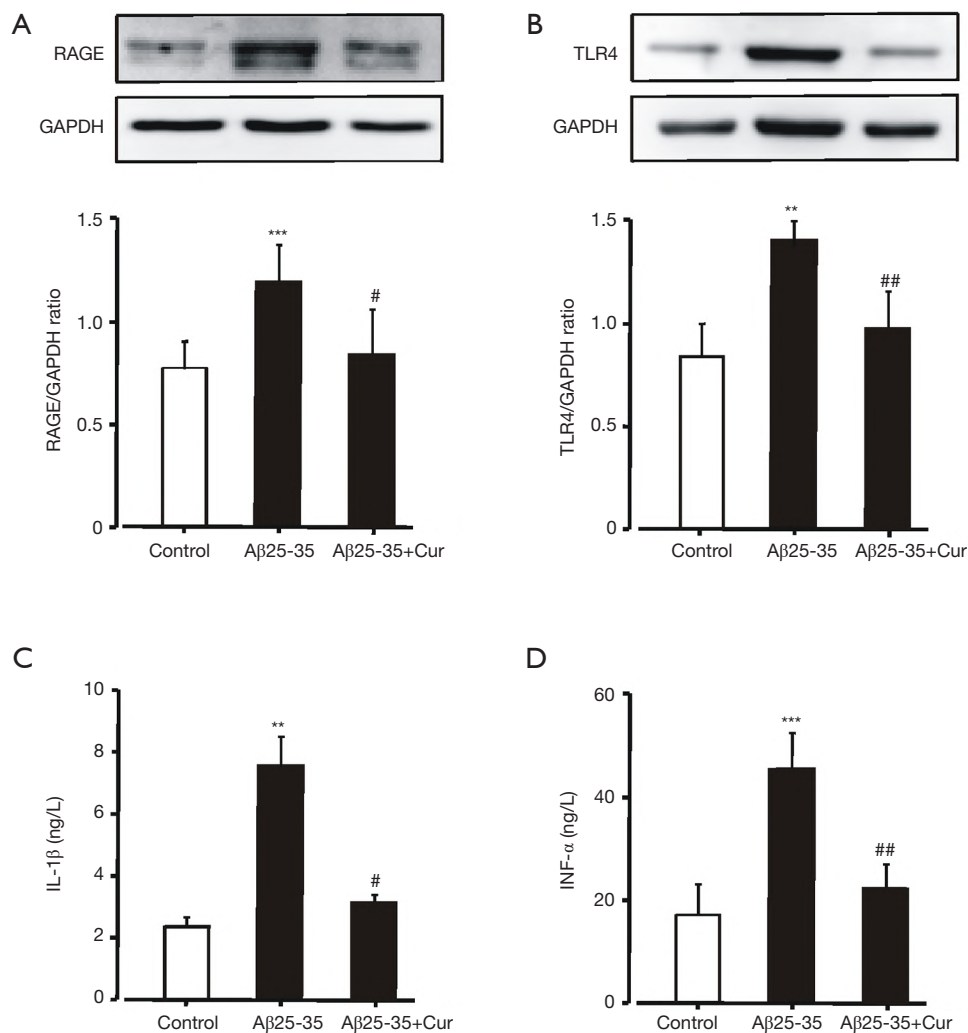 A
RAGE
GAPDH
1.5
***
#
1.0
0.5
0
RAGE/GAPDH ratio
Control Aβ25-35 Aβ25-35+Cur
B
TLR4
GAPDH
1.5
**
##
1.0
0.5
0
TLR4/GAPDH ratio
Control Aβ25-35 Aβ25-35+Cur
C
10
**
8
6
4
#
2
0
IL-1β (ng/L)
Control Aβ25-35 Aβ25-35+Cur
D
60
***
40
##
20
0
INF-α (ng/L)
Control Aβ25-35 Aβ25-35+Cur